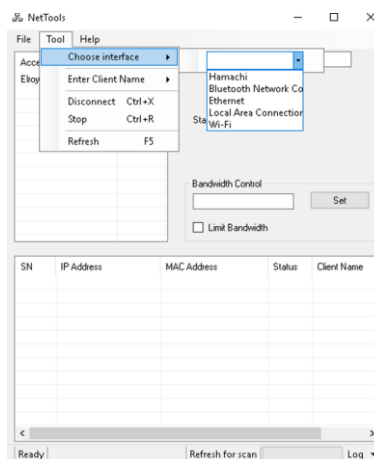 NetTools
File Tool Help
Choose interface
Enter Client Name
Disconnect Ctrl+X
Stop Ctrl+R
Refresh F5
Hamachi
Bluetooth Network Co
Ethernet
Local Area Connection
Wi-Fi
Acce
Elroy
Sta
Bandwidth Control
Set
Limit Bandwidth
SN IP Address MAC Address Status Client Name
Ready Refresh for scan Log